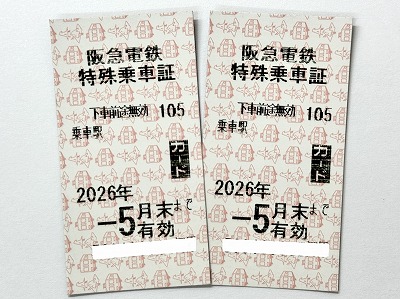 阪急電鉄
特殊乗車証
下車前途無効 105
乗車駅
カード
2026年
-5月末まで
有効
阪急電鉄
特殊乗車証
下車前途無効 105
乗車駅
カード
2026年
-5月末まで
有効